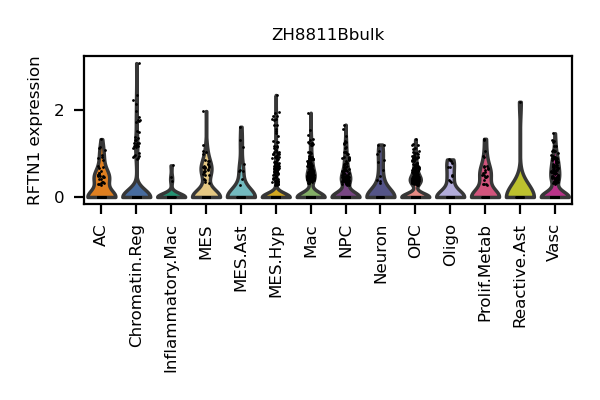 ZH8811Bbulk
RFTN1 expression
2
0
AC
Chromatin.Reg
Inflammatory.Mac
MES
MES.Ast
MES.Hyp
Mac
NPC
Neuron
OPC
Oligo
Prolif.Metab
Reactive.Ast
Vasc